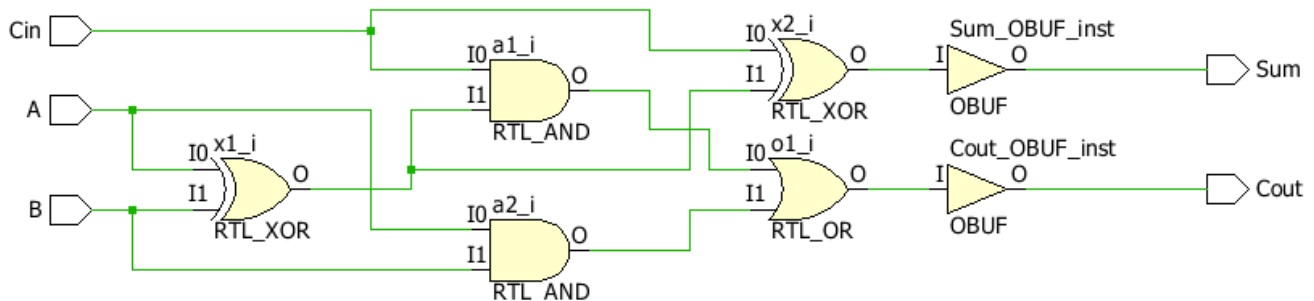 Cin
A
B
x1_i
I0
I1
O
RTL_XOR
a1_i
I0
I1
O
RTL_AND
a2_i
I0
I1
O
RTL_AND
x2_i
I0
I1
O
RTL_XOR
o1_i
I0
I1
O
RTL_OR
Sum_OBUF_inst
I
O
OBUF
Cout_OBUF_inst
I
O
OBUF
Sum
Cout